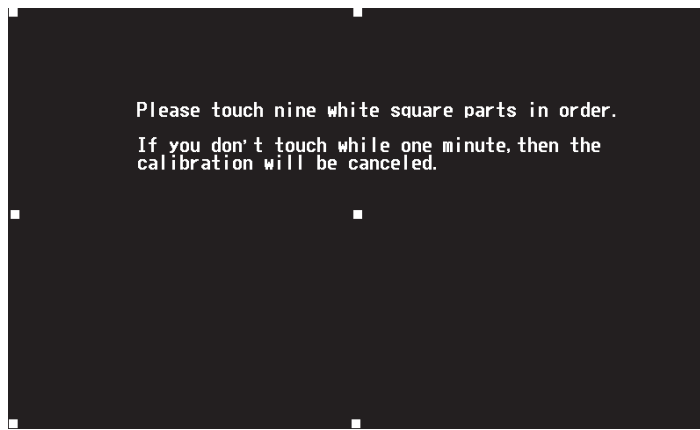 Please touch nine white square parts in order.
If you don't touch while one minute, then the
calibration will be canceled.